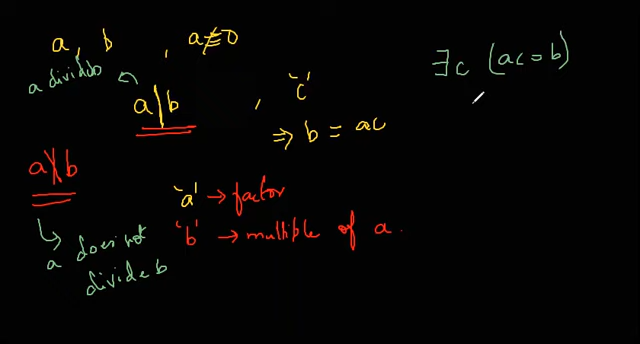 a, b , a≠0
∃c (ac = b)
a divides
a|b , 'c'
⇒ b = ac
a∤b
'a' → factor
'b' → multiple of a.
a does not
divide b